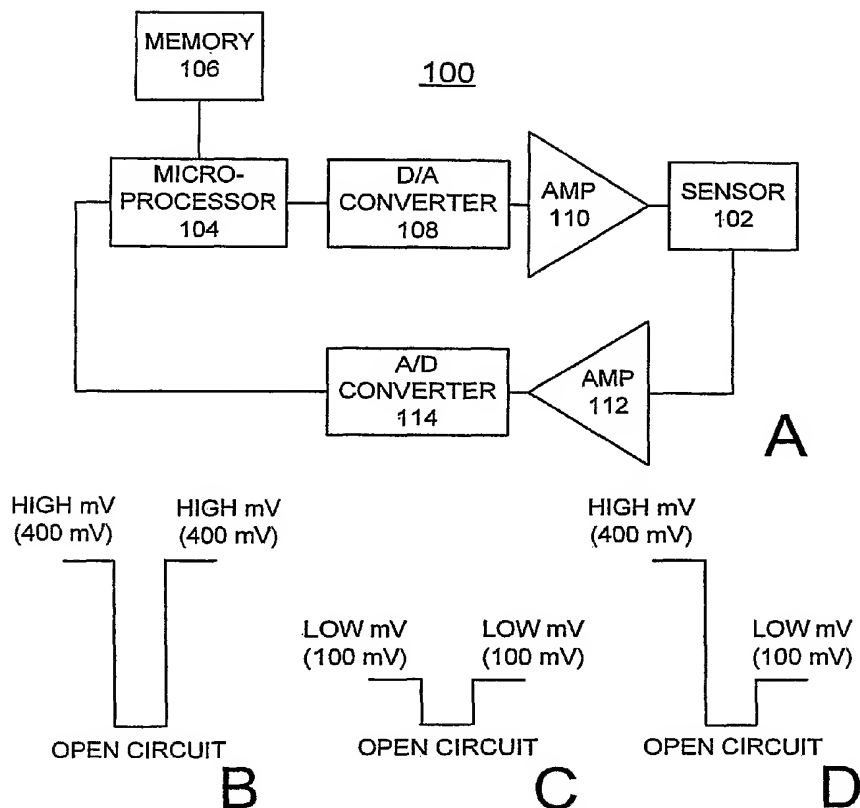 MEMORY
106
100
MICRO-
PROCESSOR
104
D/A
CONVERTER
108
AMP
110
SENSOR
102
A/D
CONVERTER
114
AMP
112
A
HIGH mV
(400 mV)
HIGH mV
(400 mV)
OPEN CIRCUIT
B
LOW mV
(100 mV)
LOW mV
(100 mV)
OPEN CIRCUIT
C
HIGH mV
(400 mV)
LOW mV
(100 mV)
OPEN CIRCUIT
D